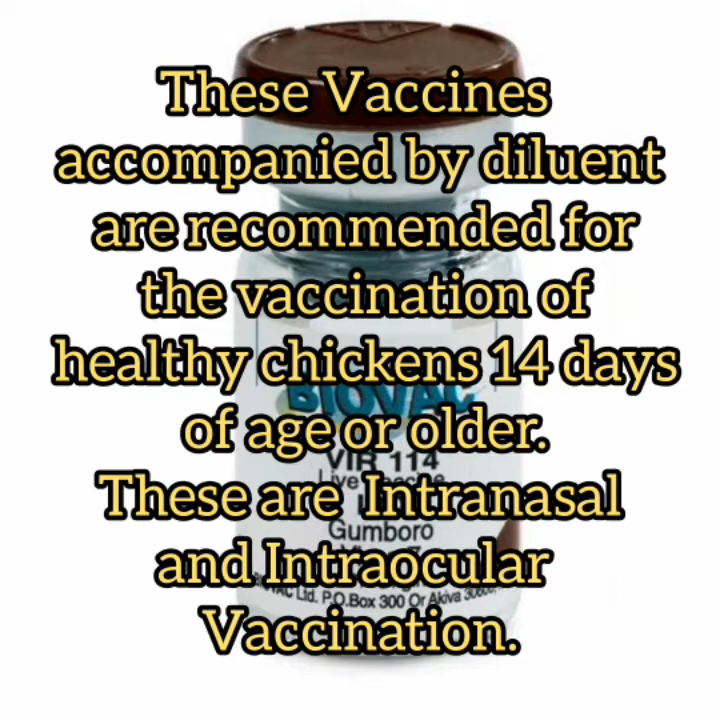 These Vaccines
accompanied by diluent
are recommended for
the vaccination of
healthy chickens 14 days
of age or older.
These are Intranasal
and Intraocular
Vaccination.
BIOVAC
VIR 114
Live
Gumboro
Ltd. P.O.Box 300 Or Akiva